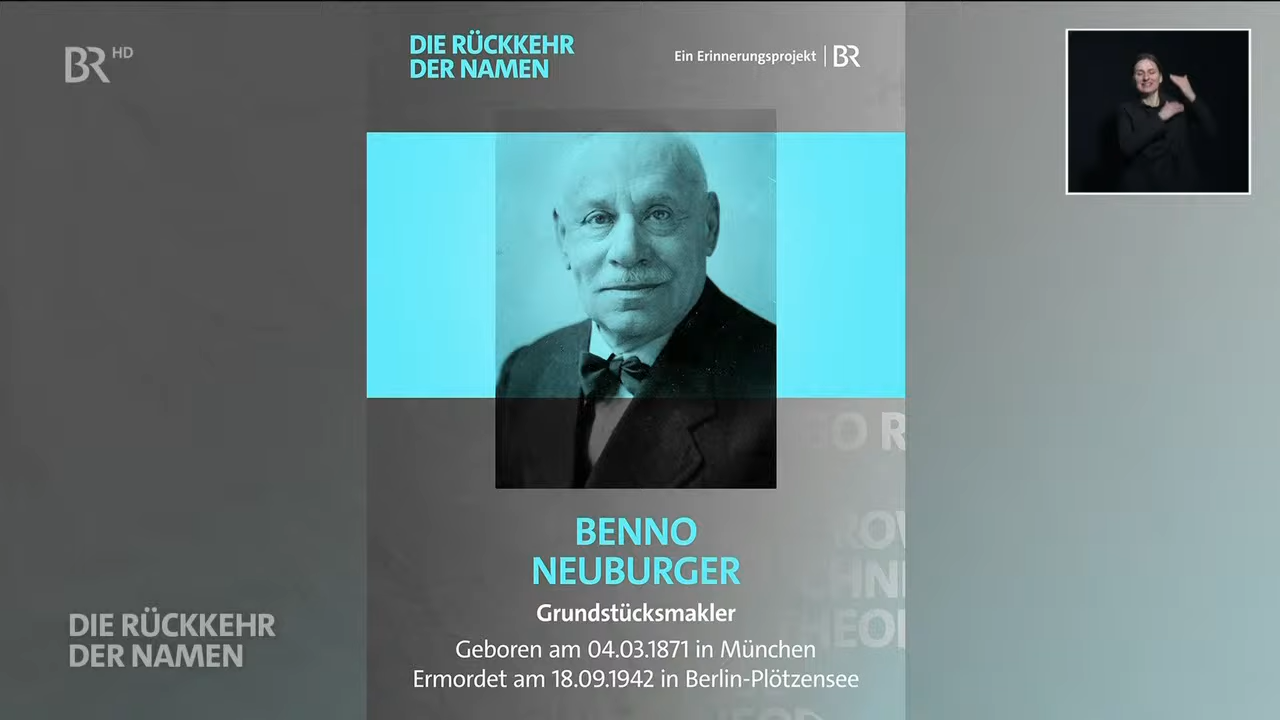 BR HD
DIE RÜCKKEHR
DER NAMEN
Ein Erinnerungsprojekt | BR
BENNO
NEUBURGER
Grundstücksmakler
Geboren am 04.03.1871 in München
Ermordet am 18.09.1942 in Berlin-Plötzensee
DIE RÜCKKEHR
DER NAMEN